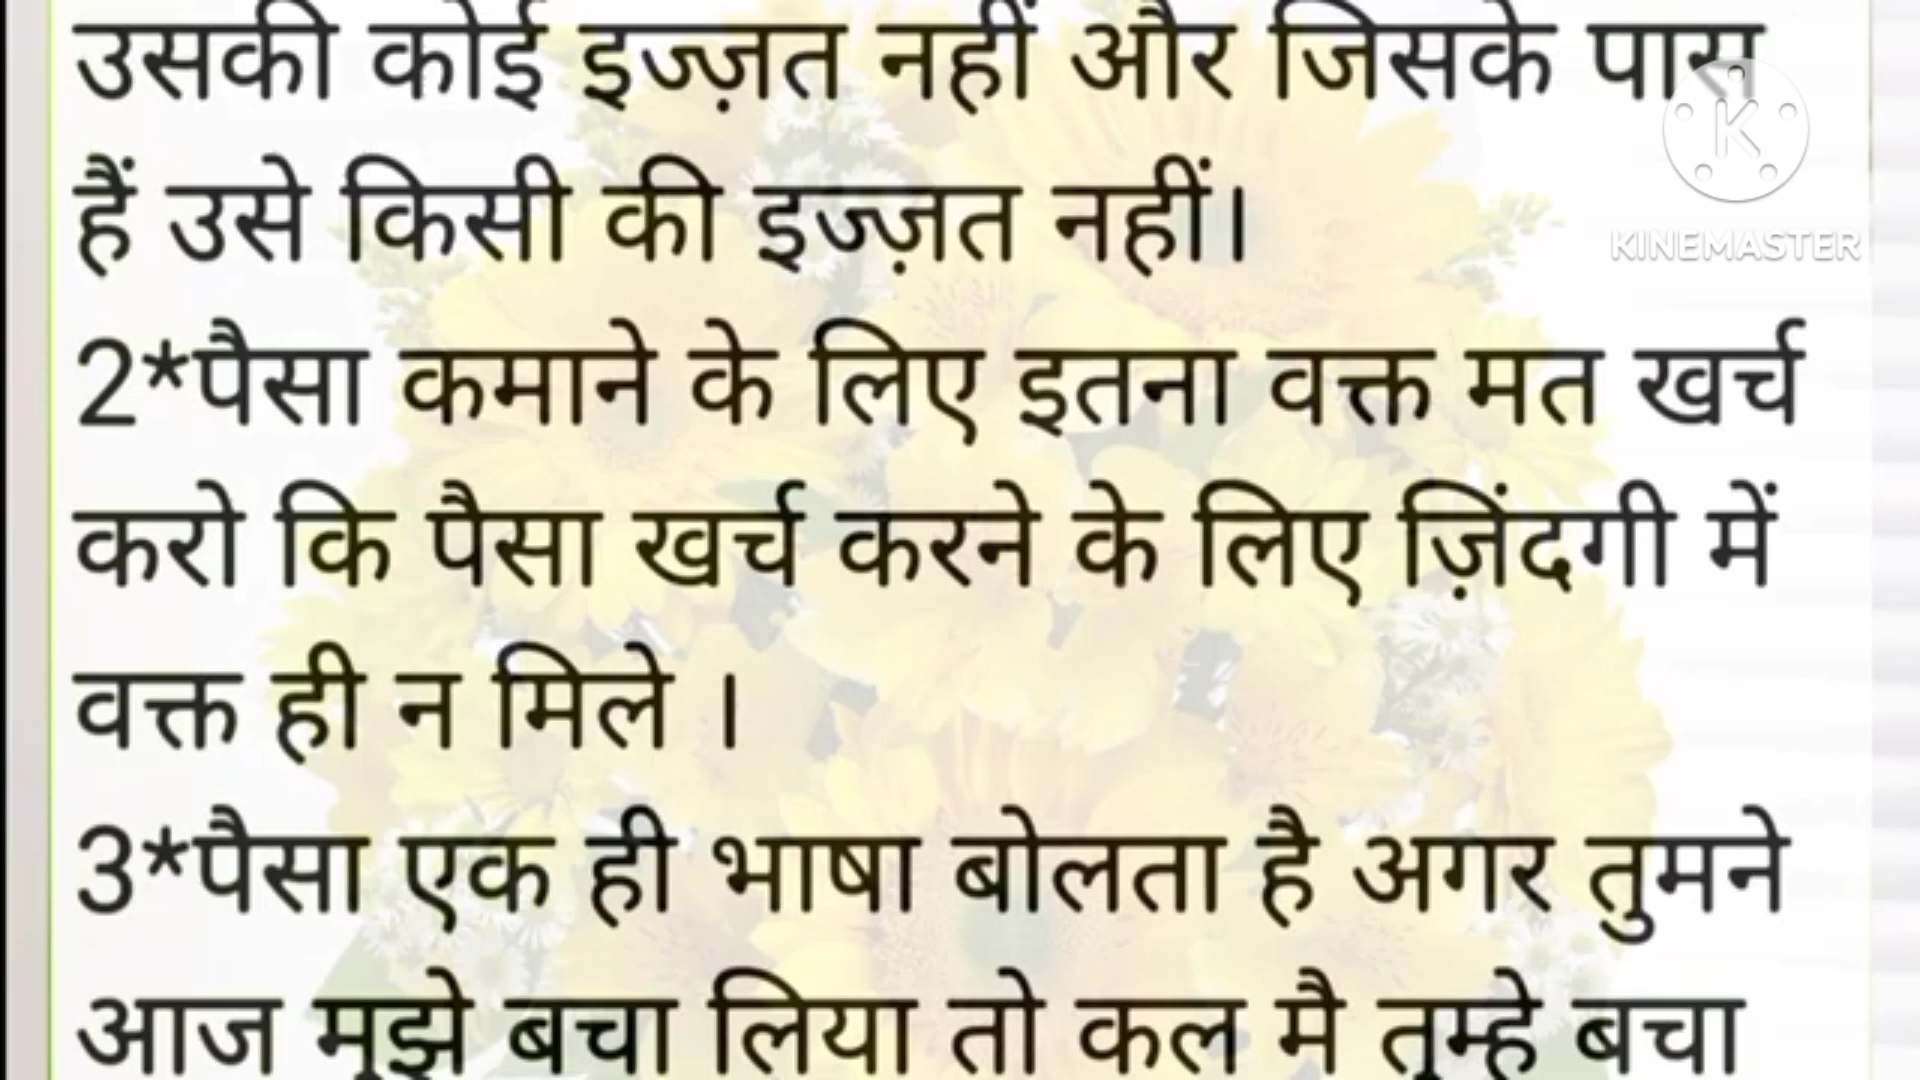 उसकी कोई इज्ज़त नहीं और जिसके पास
हैं उसे किसी की इज्ज़त नहीं।
KINEMASTER
2*पैसा कमाने के लिए इतना वक्त मत खर्च
करो कि पैसा खर्च करने के लिए ज़िंदगी में
वक्त ही न मिले ।
3*पैसा एक ही भाषा बोलता है अगर तुमने
आज मुझे बचा लिया तो कल मै तुम्हे बचा